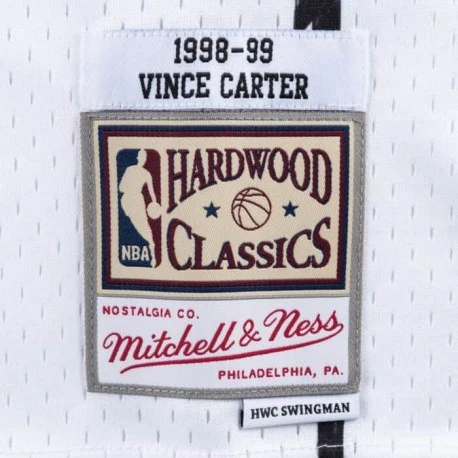 1998-99
VINCE CARTER
HARDWOOD
NBA
CLASSICS
NOSTALGIA CO.
Mitchell & Ness
PHILADELPHIA, PA.
HWC SWINGMAN